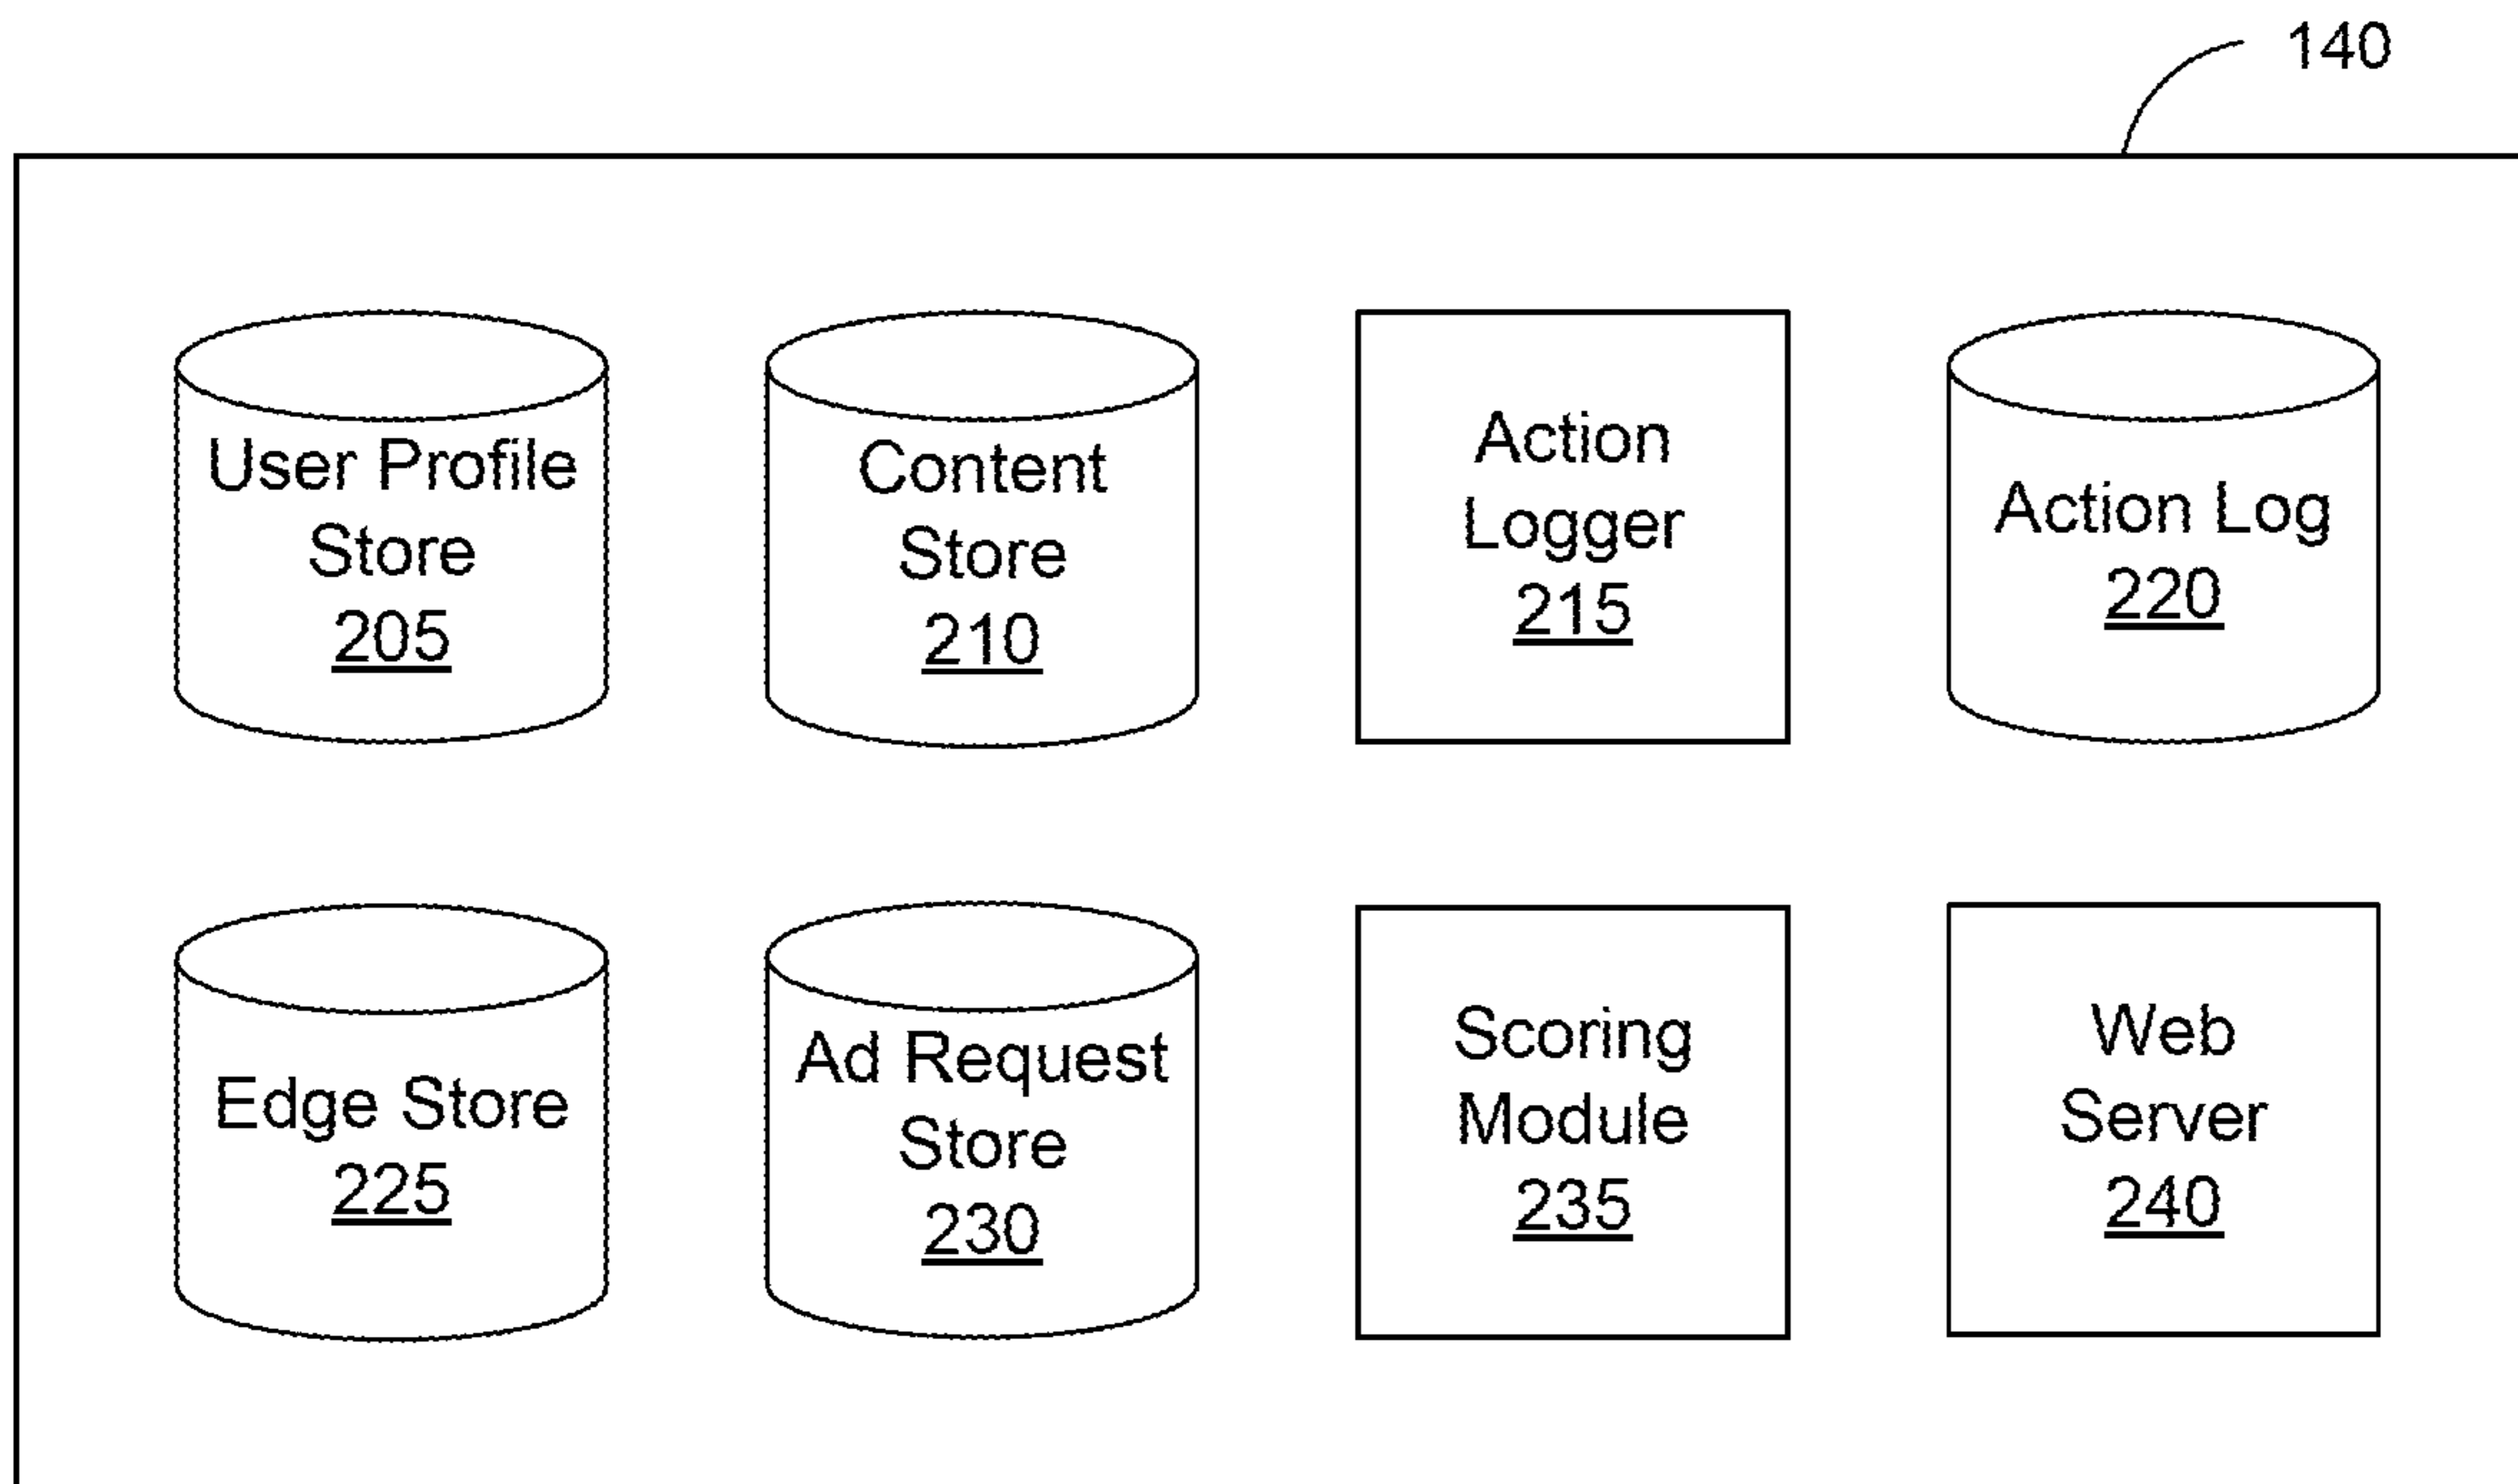 140
User Profile
Store
205
Content
Store
210
Action
Logger
215
Action Log
220
Edge Store
225
Ad Request
Store
230
Scoring
Module
235
Web
Server
240